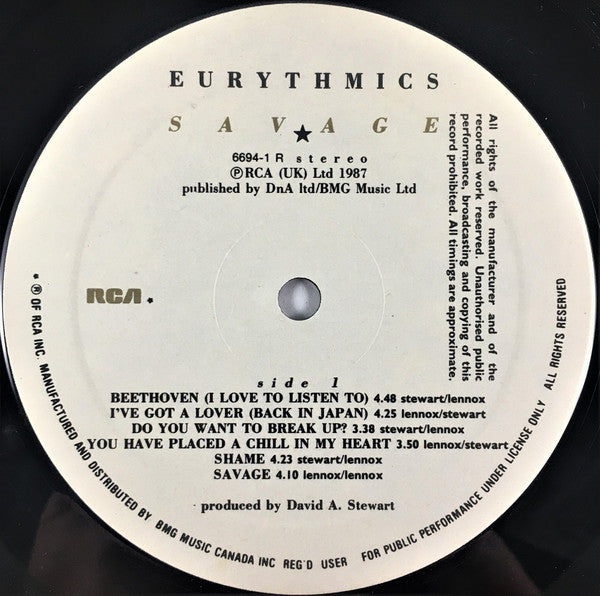 EURYTHMICS
SAVAGE
6694-1 R stereo
℗ RCA (UK) Ltd 1987
published by DnA ltd/BMG Music Ltd
All rights of the manufacturer and of the
recorded work reserved. Unauthorised public
performance, broadcasting and copying of this
record prohibited. All timings are approximate.
RCA
side 1
BEETHOVEN (I LOVE TO LISTEN TO) 4.48 stewart/lennox
I'VE GOT A LOVER (BACK IN JAPAN) 4.25 lennox/stewart
DO YOU WANT TO BREAK UP? 3.38 stewart/lennox
YOU HAVE PLACED A CHILL IN MY HEART 3.50 lennox/stewart
SHAME 4.23 stewart/lennox
SAVAGE 4.10 lennox/lennox
produced by David A. Stewart
* ® OF RCA INC. MANUFACTURED AND DISTRIBUTED BY BMG MUSIC CANADA INC REG'D USER FOR PUBLIC PERFORMANCE UNDER LICENSE ONLY ALL RIGHTS RESERVED